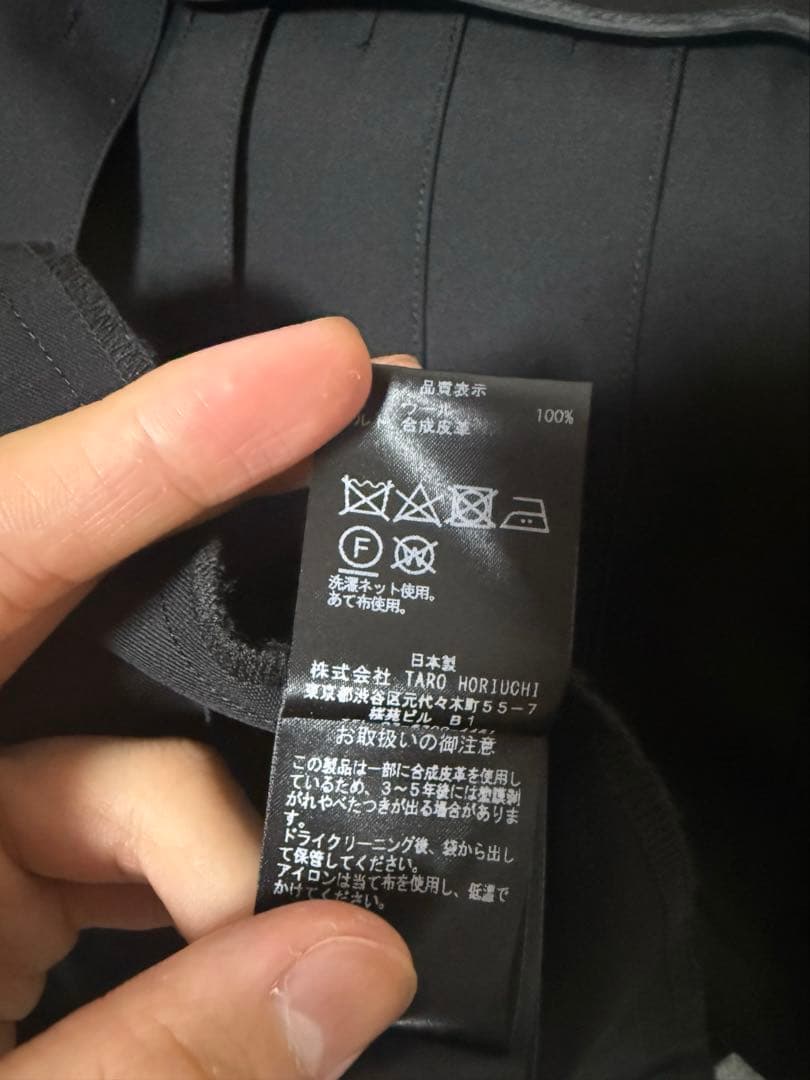 品質表示
ウール 100%
合成皮革
F
W
洗濯ネット使用。
あて布使用。
日本製
株式会社 TARO HORIUCHI
東京都渋谷区元代々木町55-7
桜苑ビル B1
お取扱いの御注意
この製品は一部に合成皮革を使用し
ているため、3~5年後には塗膜剥
がれやべたつきが出る場合がありま
す。
ドライクリーニング後、袋から出し
て保管してください。
アイロンは当て布を使用し、低温で
かけてください。